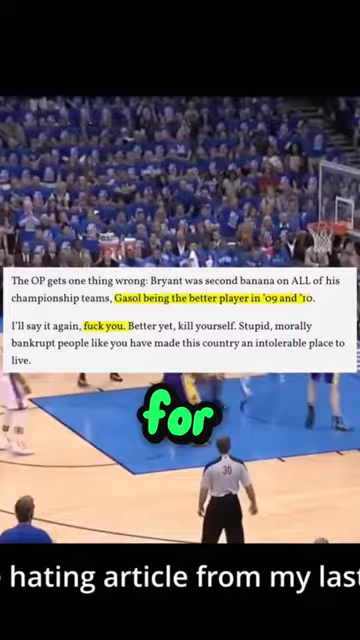 The OP gets one thing wrong: Bryant was second banana on ALL of his
championship teams, Gasol being the better player in '09 and '10.
I'll say it again, fuck you. Better yet, kill yourself. Stupid, morally
bankrupt people like you have made this country an intolerable place to
live.
for
30
hating article from my last